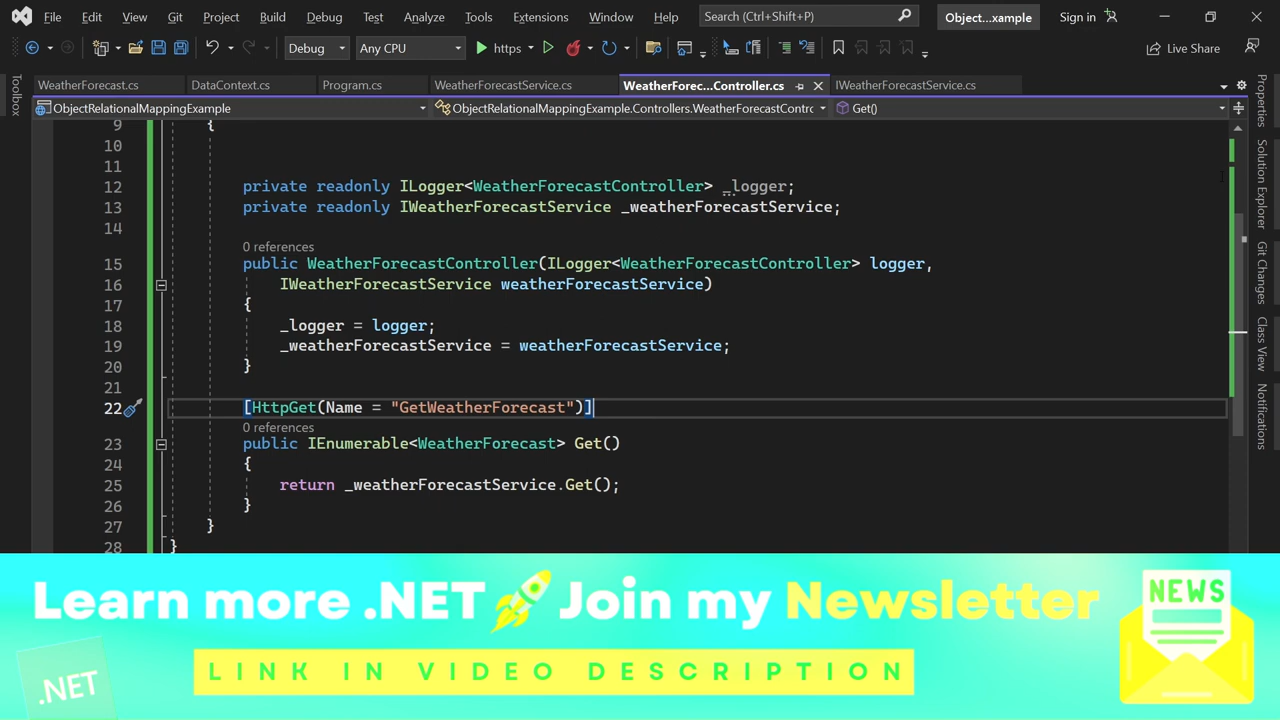 File Edit View Git Project Build Debug Test Analyze Tools Extensions Window Help Search (Ctrl+Shift+P) Object...xample Sign in
Debug Any CPU https Live Share
WeatherForecast.cs DataContext.cs Program.cs WeatherForecastService.cs WeatherForec...Controller.cs IWeatherForecastService.cs
ObjectRelationalMappingExample ObjectRelationalMappingExample.Controllers.WeatherForecastContrc Get()
Toolbox
Properties
Solution Explorer
Git Changes
Class View
Notifications
9 {
10
11
12 private readonly ILogger<WeatherForecastController> _logger;
13 private readonly IWeatherForecastService _weatherForecastService;
14
0 references
15 public WeatherForecastController(ILogger<WeatherForecastController> logger,
16 IWeatherForecastService weatherForecastService)
17 {
18 _logger = logger;
19 _weatherForecastService = weatherForecastService;
20 }
21
22 [HttpGet(Name = "GetWeatherForecast")]
0 references
23 public IEnumerable<WeatherForecast> Get()
24 {
25 return _weatherForecastService.Get();
26 }
27 }
28 }
Learn more .NET Join my Newsletter
LINK IN VIDEO DESCRIPTION
.NET
NEWS